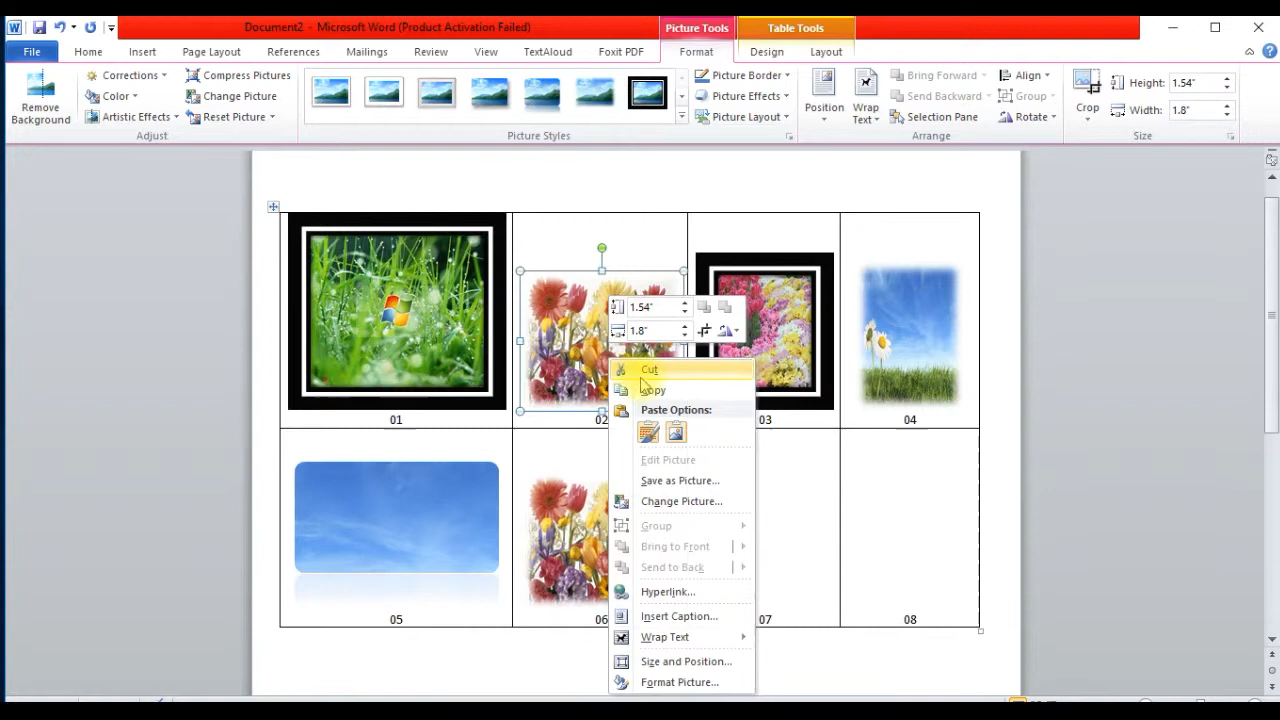 Document2 - Microsoft Word (Product Activation Failed)
Picture Tools
Table Tools
File
Home
Insert
Page Layout
References
Mailings
Review
View
TextAloud
Foxit PDF
Format
Design
Layout
Remove Background
Corrections
Color
Artistic Effects
Compress Pictures
Change Picture
Reset Picture
Adjust
Picture Styles
Picture Border
Picture Effects
Picture Layout
Position
Wrap Text
Bring Forward
Send Backward
Selection Pane
Align
Group
Rotate
Arrange
Crop
Height: 1.54"
Width: 1.8"
Size
1.54"
1.8"
01
02
03
04
Cut
Copy
Paste Options:
Edit Picture
Save as Picture...
Change Picture...
Group
Bring to Front
Send to Back
Hyperlink...
Insert Caption...
Wrap Text
Size and Position...
Format Picture...
05
06
07
08